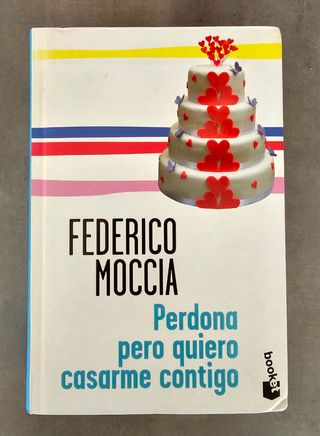 FEDERICO
MOCCIA
Perdona
pero quiero
casarme contigo
booket